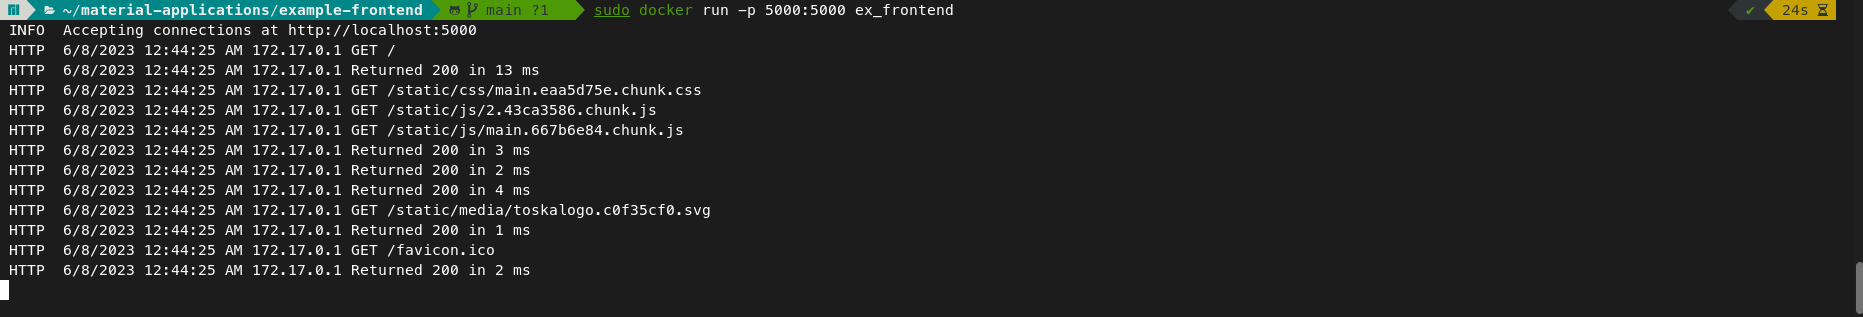 ~/material-applications/example-frontend main ?1 sudo docker run -p 5000:5000 ex_frontend ✔ 24s
INFO Accepting connections at http://localhost:5000
HTTP 6/8/2023 12:44:25 AM 172.17.0.1 GET /
HTTP 6/8/2023 12:44:25 AM 172.17.0.1 Returned 200 in 13 ms
HTTP 6/8/2023 12:44:25 AM 172.17.0.1 GET /static/css/main.eaa5d75e.chunk.css
HTTP 6/8/2023 12:44:25 AM 172.17.0.1 GET /static/js/2.43ca3586.chunk.js
HTTP 6/8/2023 12:44:25 AM 172.17.0.1 GET /static/js/main.667b6e84.chunk.js
HTTP 6/8/2023 12:44:25 AM 172.17.0.1 Returned 200 in 3 ms
HTTP 6/8/2023 12:44:25 AM 172.17.0.1 Returned 200 in 2 ms
HTTP 6/8/2023 12:44:25 AM 172.17.0.1 Returned 200 in 4 ms
HTTP 6/8/2023 12:44:25 AM 172.17.0.1 GET /static/media/toskalogo.c0f35cf0.svg
HTTP 6/8/2023 12:44:25 AM 172.17.0.1 Returned 200 in 1 ms
HTTP 6/8/2023 12:44:25 AM 172.17.0.1 GET /favicon.ico
HTTP 6/8/2023 12:44:25 AM 172.17.0.1 Returned 200 in 2 ms